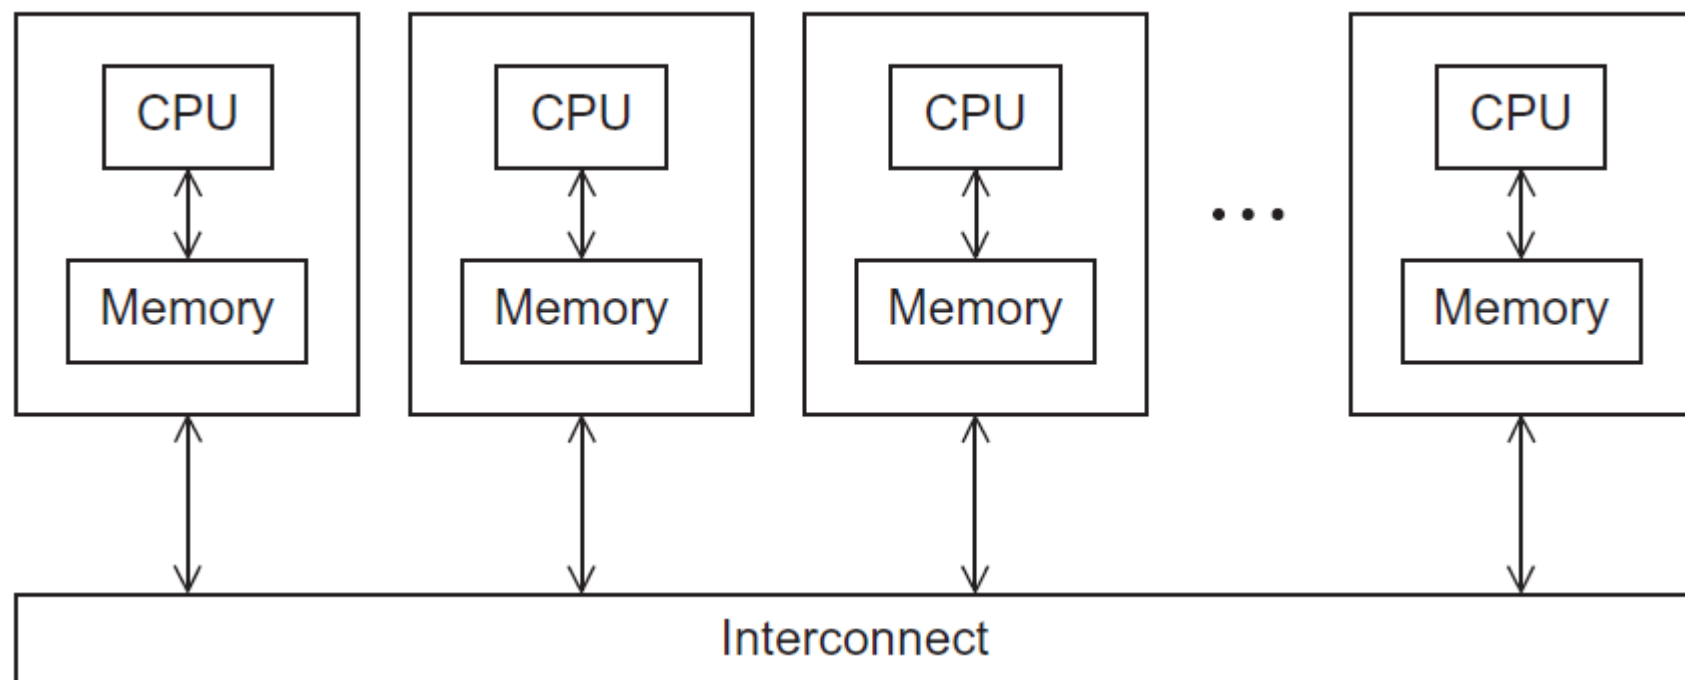 CPU CPU CPU CPU
Memory Memory Memory ... Memory
Interconnect